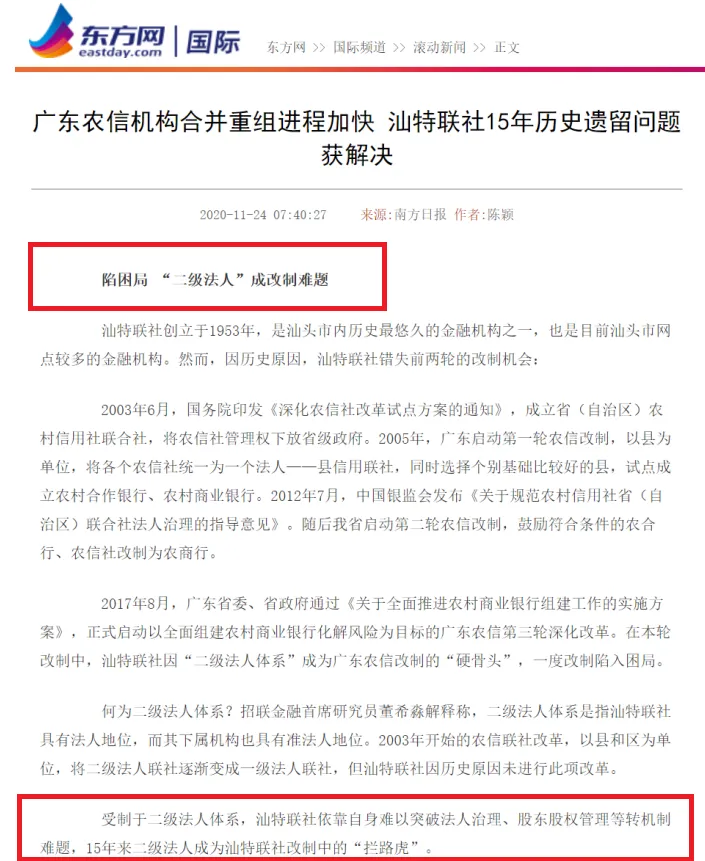 东方网 国际 东方网 >> 国际频道 >> 滚动新闻 >> 正文
eastday.com
广东农信机构合并重组进程加快 汕特联社15年历史遗留问题
获解决
2020-11-24 07:40:27 来源:南方日报 作者:陈颖
陷困局 “二级法人”成改制难题
汕特联社创立于1953年，是汕头市内历史最悠久的金融机构之一，也是目前汕头市网
点较多的金融机构。然而，因历史原因，汕特联社错失前两轮的改制机会：
2003年6月，国务院印发《深化农信社改革试点方案的通知》，成立省（自治区）农
村信用社联合社，将农信社管理权下放省级政府。2005年，广东启动第一轮农信改制，以县为
单位，将各个农信社统一为一个法人——县信用联社，同时选择个别基础比较好的县，试点成
立农村合作银行、农村商业银行。2012年7月，中国银监会发布《关于规范农村信用社省（自
治区）联合社法人治理的指导意见》。随后我省启动第二轮农信改制，鼓励符合条件的农合
行、农信社改制为农商行。
2017年8月，广东省委、省政府通过《关于全面推进农村商业银行组建工作的实施方
案》，正式启动以全面组建农村商业银行化解风险为目标的广东农信第三轮深化改革。在本轮
改制中，汕特联社因“二级法人体系”成为广东农信改制的“硬骨头”，一度改制陷入困局。
何为二级法人体系？招联金融首席研究员董希淼解释称，二级法人体系是指汕特联社
具有法人地位，而其下属机构也具有准法人地位。2003年开始的农信联社改革，以县和区为单
位，将二级法人联社逐渐变成一级法人联社，但汕特联社因历史原因未进行此项改革。
受制于二级法人体系，汕特联社依靠自身难以突破法人治理、股东股权管理等转机制
难题，15年来二级法人成为汕特联社改制中的“拦路虎”。